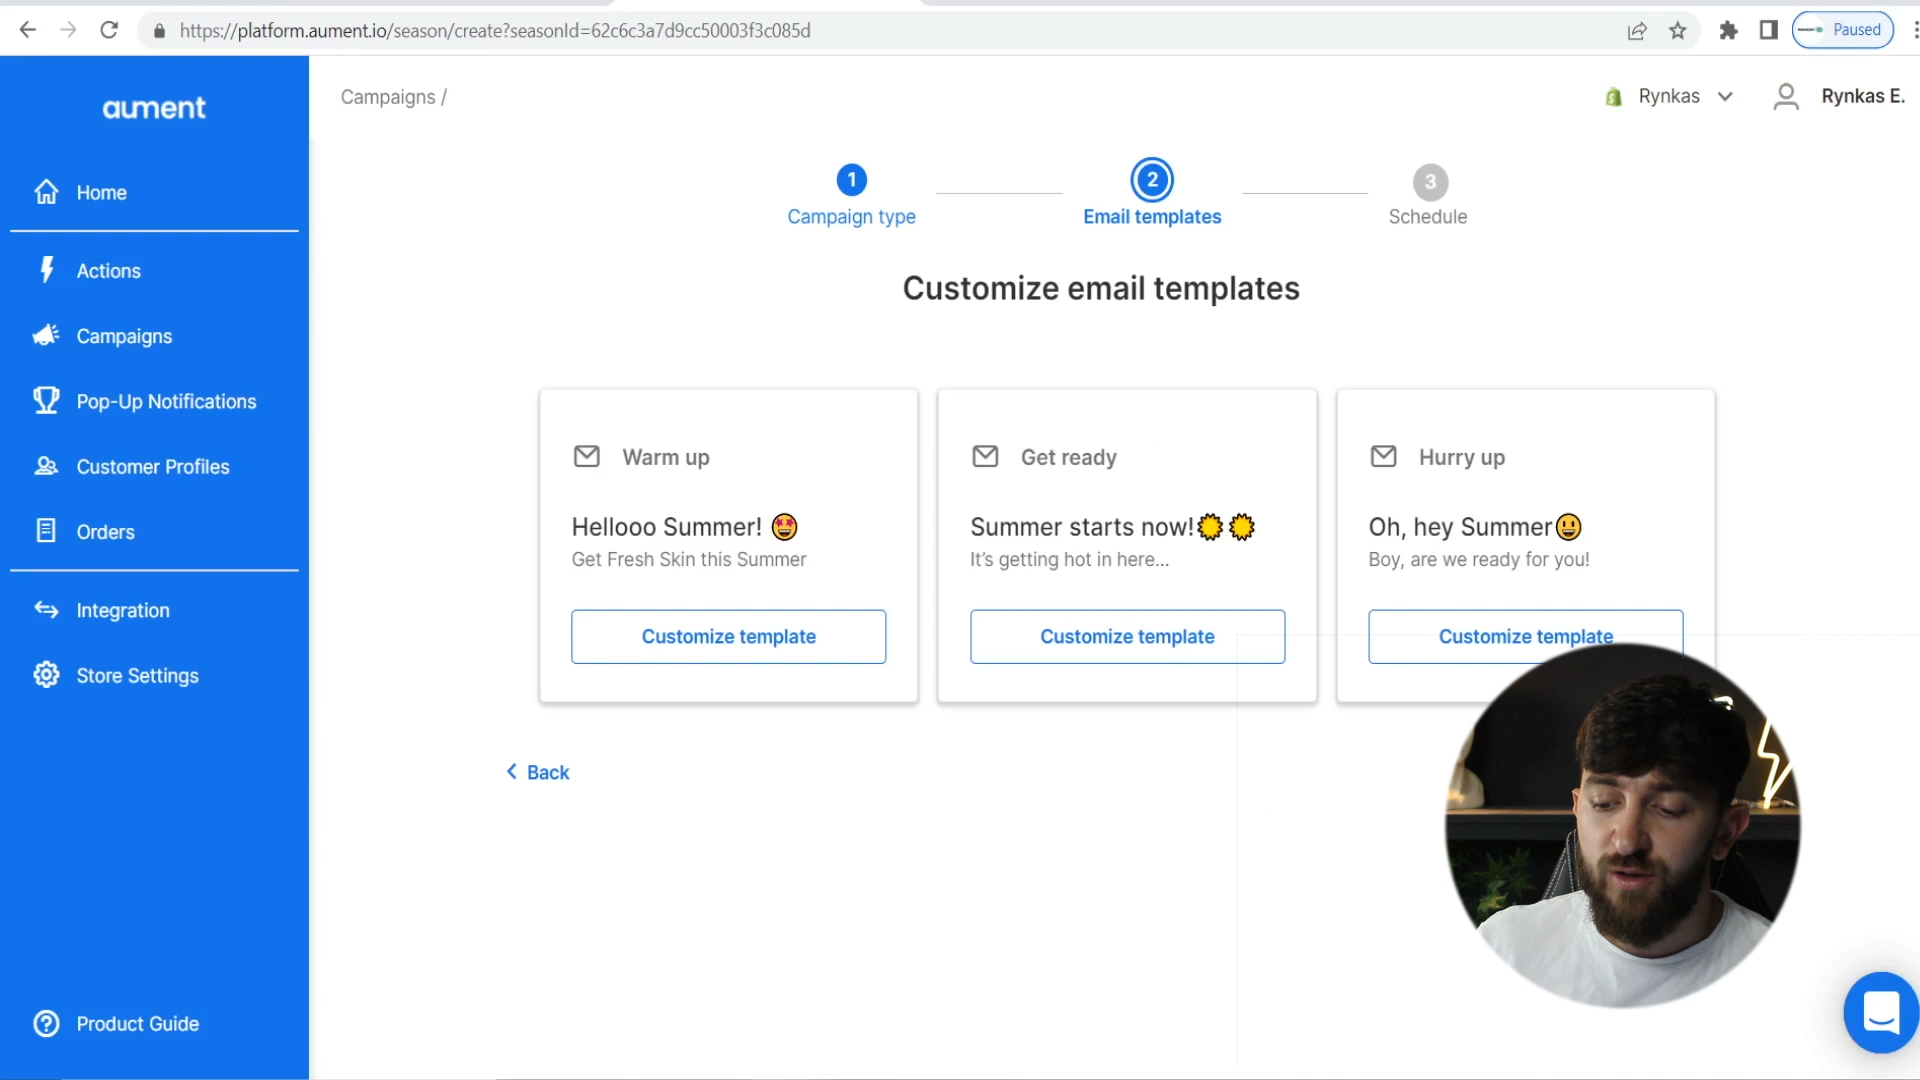 https://platform.aument.io/season/create?seasonId=62c6c3a7d9cc50003f3c085d
Paused
aument
Campaigns /
Rynkas
Rynkas E.
Home
Actions
Campaigns
Pop-Up Notifications
Customer Profiles
Orders
Integration
Store Settings
Product Guide
1
2
3
Campaign type
Email templates
Schedule
Customize email templates
Warm up
Hellooo Summer! 🤩
Get Fresh Skin this Summer
Customize template
Get ready
Summer starts now!☀☀
It's getting hot in here...
Customize template
Hurry up
Oh, hey Summer😃
Boy, are we ready for you!
Customize template
Back